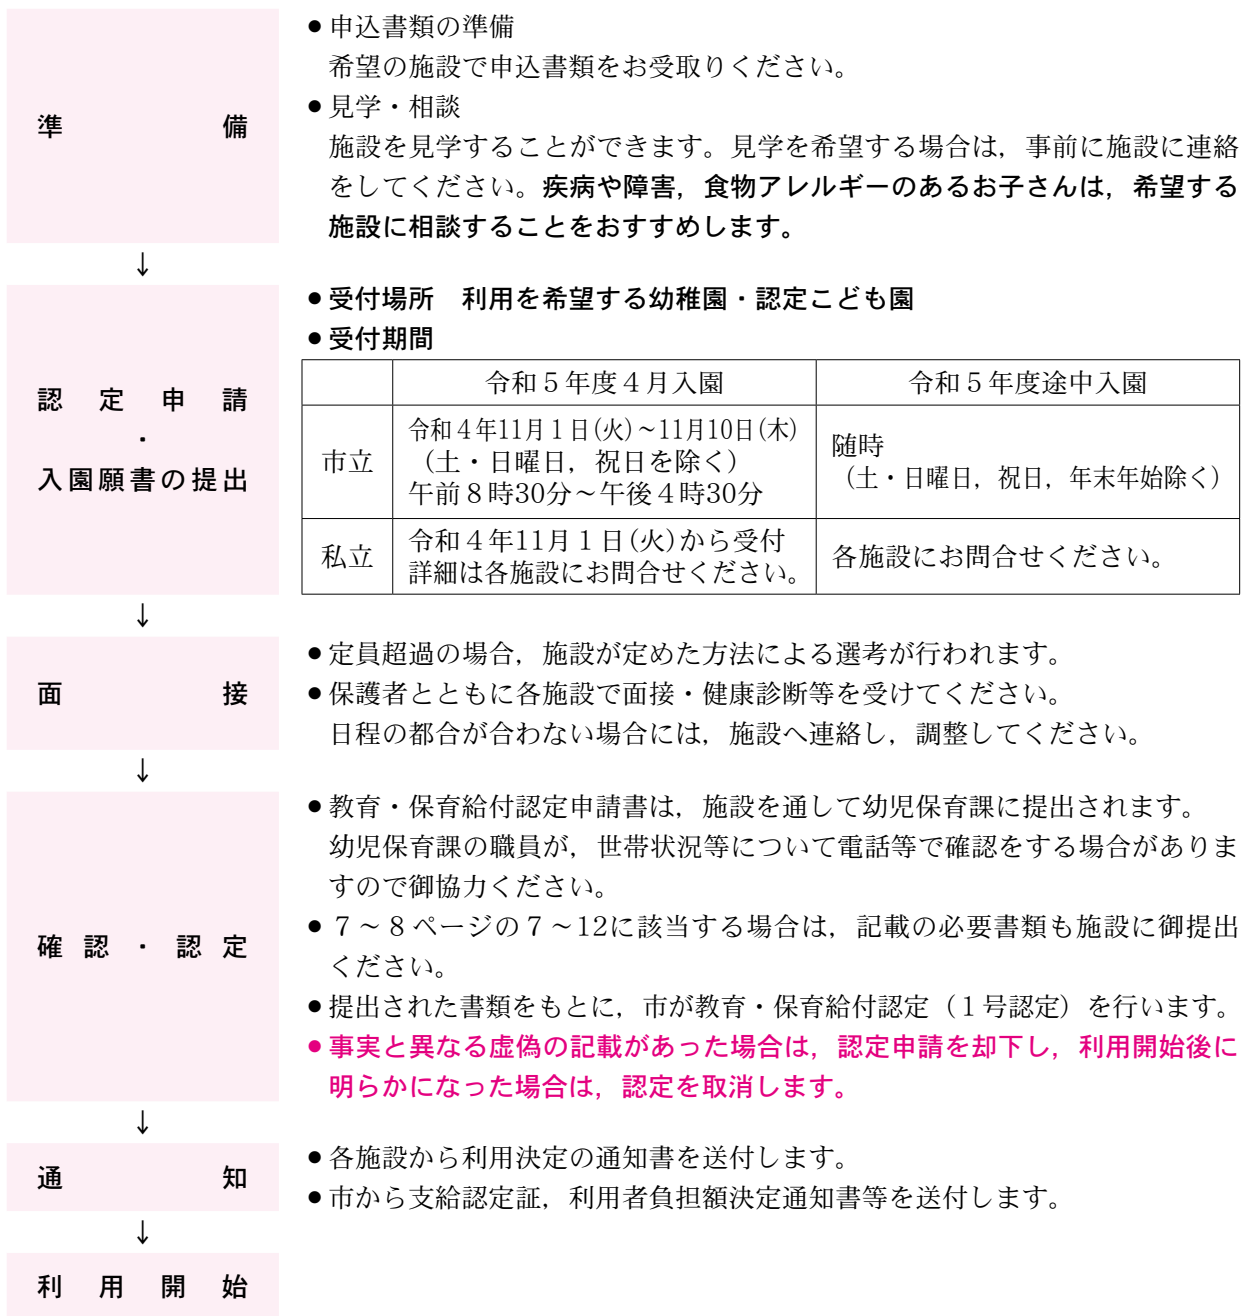 準備
●申込書類の準備
希望の施設で申込書類をお受取りください。
●見学・相談
施設を見学することができます。見学を希望する場合は，事前に施設に連絡
をしてください。疾病や障害，食物アレルギーのあるお子さんは，希望する
施設に相談することをおすすめします。
↓
認定申請
・
入園願書の提出
●受付場所　利用を希望する幼稚園・認定こども園
●受付期間
令和５年度４月入園
令和５年度途中入園
市立
令和４年11月１日(火)～11月10日(木)
（土・日曜日，祝日を除く）
午前８時30分～午後４時30分
随時
（土・日曜日，祝日，年末年始除く）
私立
令和４年11月１日(火)から受付
詳細は各施設にお問合せください。
各施設にお問合せください。
↓
面接
●定員超過の場合，施設が定めた方法による選考が行われます。
●保護者とともに各施設で面接・健康診断等を受けてください。
日程の都合が合わない場合には，施設へ連絡し，調整してください。
↓
確認・認定
●教育・保育給付認定申請書は，施設を通して幼児保育課に提出されます。
幼児保育課の職員が，世帯状況等について電話等で確認をする場合がありま
すので御協力ください。
●７～８ページの７～12に該当する場合は，記載の必要書類も施設に御提出
ください。
●提出された書類をもとに，市が教育・保育給付認定（１号認定）を行います。
●事実と異なる虚偽の記載があった場合は，認定申請を却下し，利用開始後に
明らかになった場合は，認定を取消します。
↓
通知
●各施設から利用決定の通知書を送付します。
●市から支給認定証，利用者負担額決定通知書等を送付します。
↓
利用開始